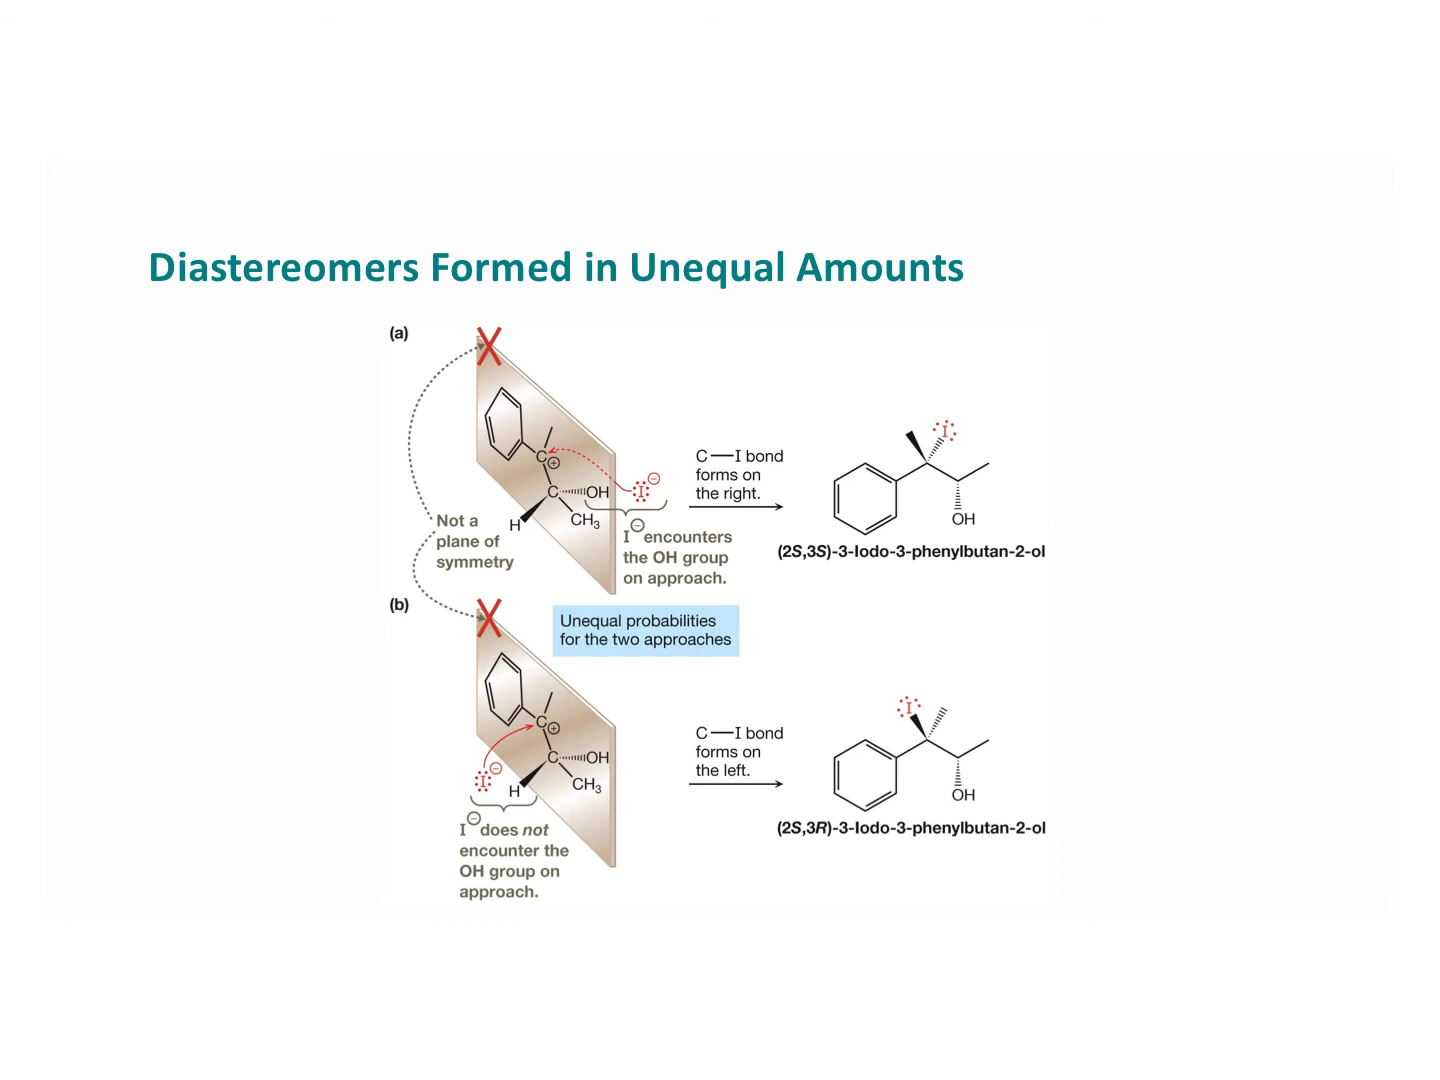 Diastereomers Formed in Unequal Amounts
(a)
C
⊕
C OH
H
CH₃
I ⊖
C—I bond
forms on
the right.
I
OH
(2S,3S)-3-Iodo-3-phenylbutan-2-ol
Not a
plane of
symmetry
I⊖ encounters
the OH group
on approach.
(b)
Unequal probabilities
for the two approaches
C
⊕
C OH
H
CH₃
I ⊖
C—I bond
forms on
the left.
I
OH
(2S,3R)-3-Iodo-3-phenylbutan-2-ol
I⊖ does not
encounter the
OH group on
approach.